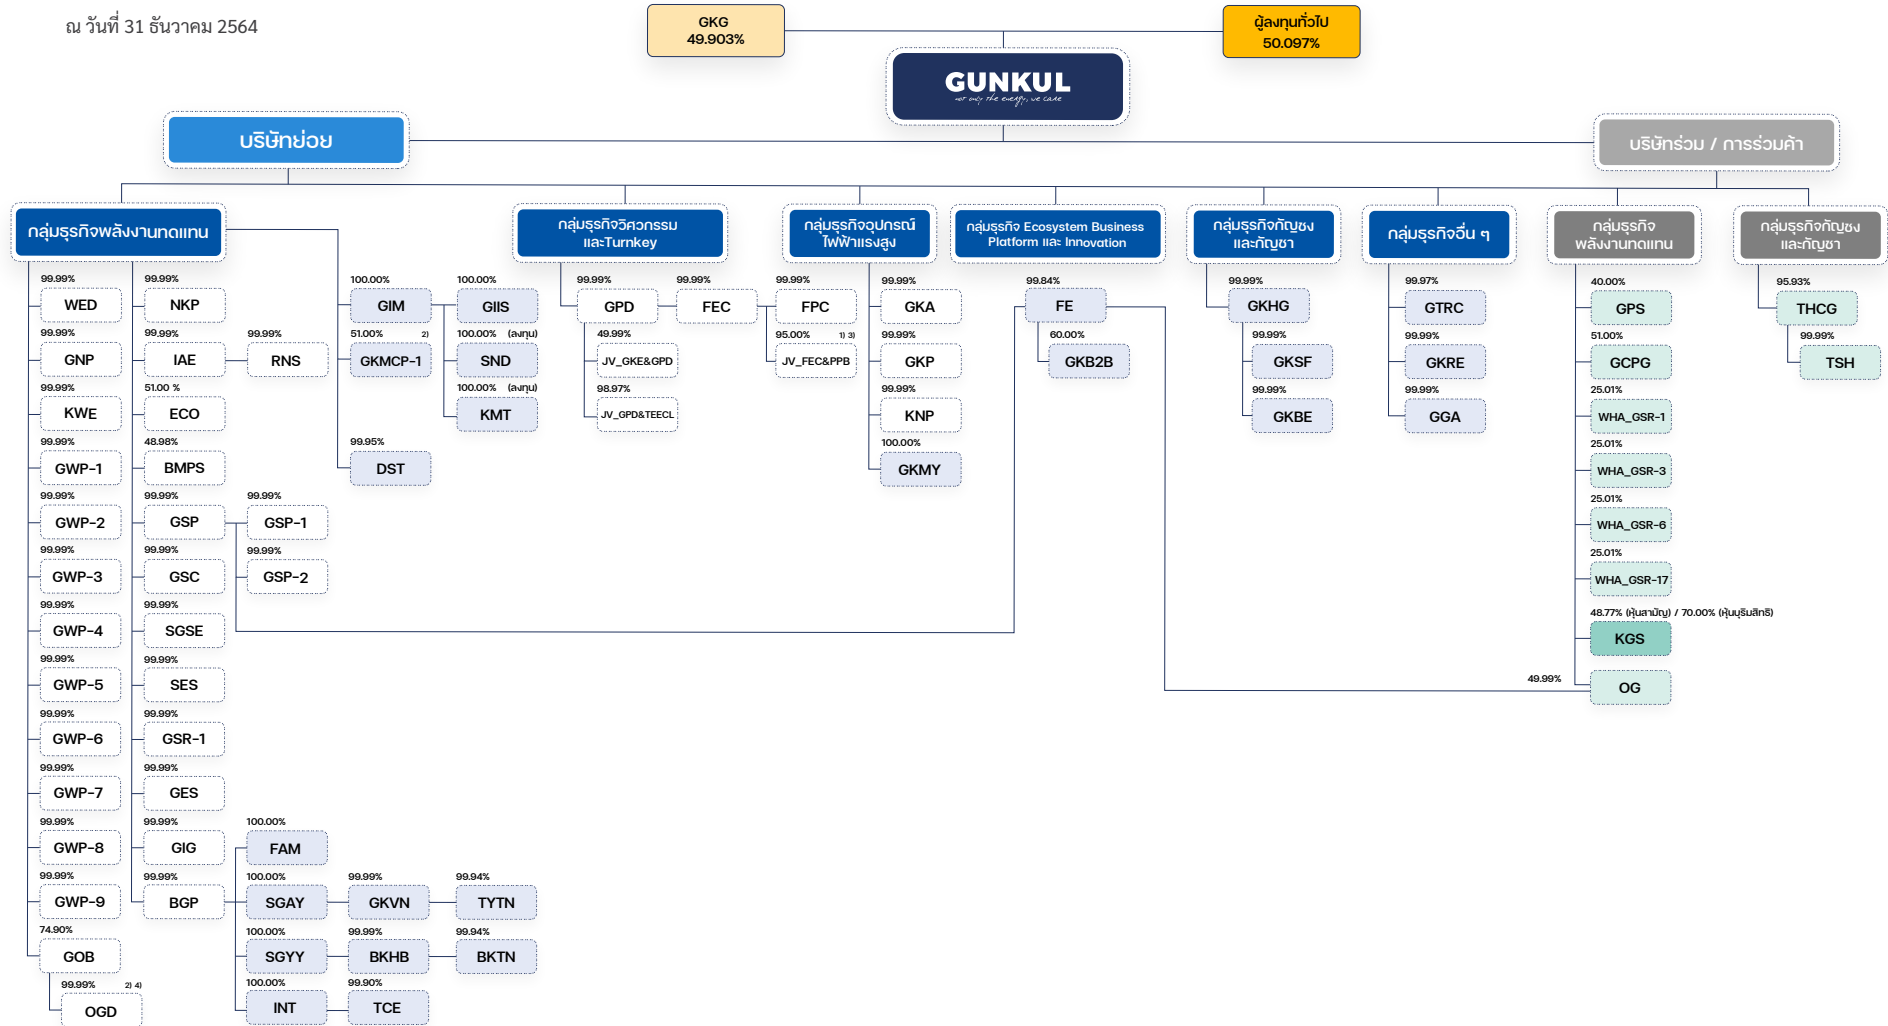 ณ วันที่ 31 ธันวาคม 2564
GKG
49.903%
ผู้ลงทุนทั่วไป
50.097%
GUNKUL
not only the energy, we care
บริษัทย่อย
บริษัทร่วม / การร่วมค้า
กลุ่มธุรกิจพลังงานทดแทน
99.99%
WED
99.99%
GNP
99.99%
KWE
99.99%
GWP-1
99.99%
GWP-2
99.99%
GWP-3
99.99%
GWP-4
99.99%
GWP-5
99.99%
GWP-6
99.99%
GWP-7
99.99%
GWP-8
99.99%
GWP-9
74.90%
GOB
99.99% 2) 4)
OGD
99.99%
NKP
99.99%
IAE
99.99%
RNS
51.00 %
ECO
48.98%
BMPS
99.99%
GSP
99.99%
GSP-1
99.99%
GSP-2
99.99%
GSC
99.99%
SGSE
99.99%
SES
99.99%
GSR-1
99.99%
GES
99.99%
GIG
99.99%
BGP
100.00%
FAM
100.00%
SGAY
99.99%
GKVN
99.94%
TYTN
100.00%
SGYY
99.99%
BKHB
99.94%
BKTN
100.00%
INT
99.90%
TCE
100.00%
GIM
100.00%
GIIS
100.00% (ลงทุน)
SND
100.00% (ลงทุน)
KMT
51.00% 2)
GKMCP-1
99.95%
DST
กลุ่มธุรกิจวิศวกรรม
และTurnkey
99.99%
GPD
99.99%
FEC
99.99%
FPC
49.99%
JV_GKE&GPD
98.97%
JV_GPD&TEECL
95.00% 1) 3)
JV_FEC&PPB
กลุ่มธุรกิจอุปกรณ์
ไฟฟ้าแรงสูง
99.99%
GKA
99.99%
GKP
99.99%
KNP
100.00%
GKMY
กลุ่มธุรกิจ Ecosystem Business
Platform และ Innovation
99.84%
FE
60.00%
GKB2B
กลุ่มธุรกิจกัญชง
และกัญชา
99.99%
GKHG
99.99%
GKSF
99.99%
GKBE
กลุ่มธุรกิจอื่น ๆ
99.97%
GTRC
99.99%
GKRE
99.99%
GGA
กลุ่มธุรกิจ
พลังงานทดแทน
40.00%
GPS
51.00%
GCPG
25.01%
WHA_GSR-1
25.01%
WHA_GSR-3
25.01%
WHA_GSR-6
25.01%
WHA_GSR-17
48.77% (หุ้นสามัญ) / 70.00% (หุ้นบุริมสิทธิ)
KGS
49.99%
OG
กลุ่มธุรกิจกัญชง
และกัญชา
95.93%
THCG
99.99%
TSH